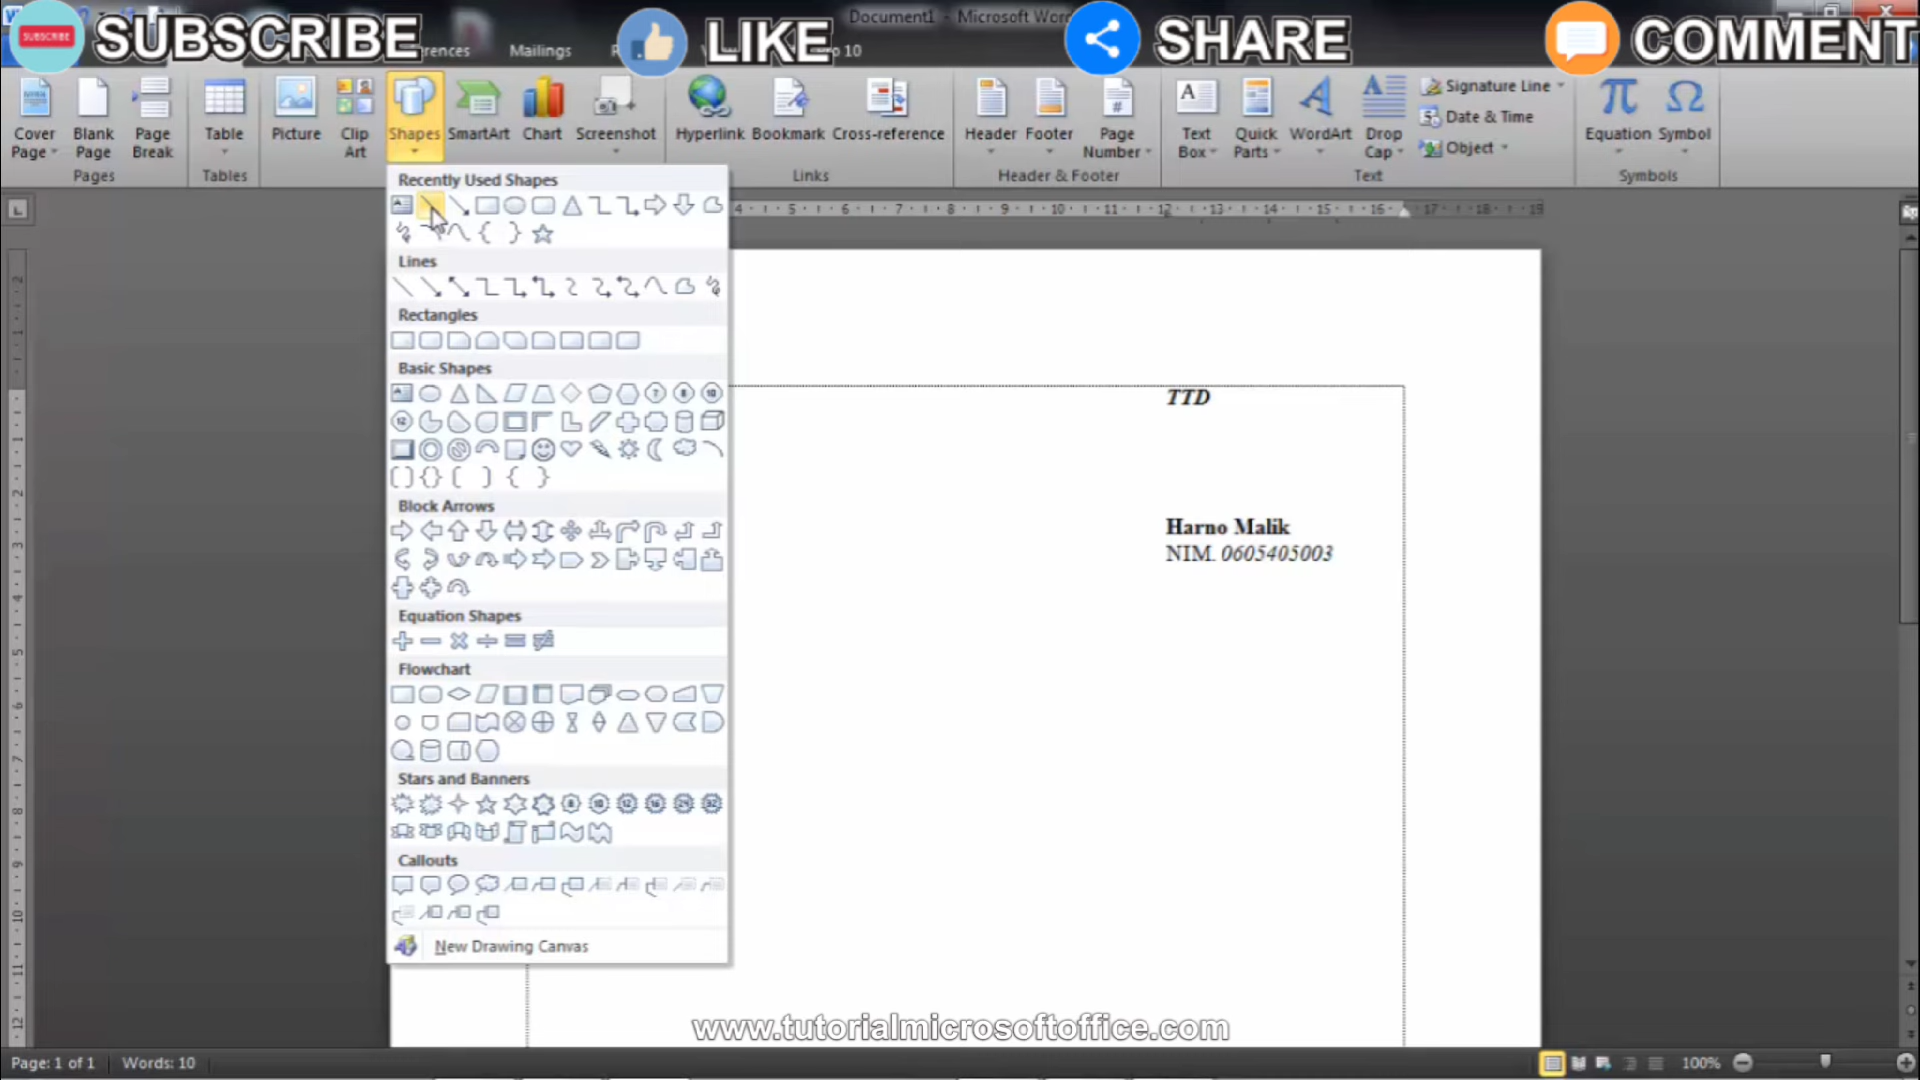 Document1 - Microsoft Word
SUBSCRIBE
SUBSCRIBE
LIKE
SHARE
COMMENT
Mailings
Cover Page
Blank Page
Page Break
Table
Picture
Clip Art
Shapes
SmartArt
Chart
Screenshot
Hyperlink
Bookmark
Cross-reference
Header
Footer
Page Number
Text Box
Quick Parts
WordArt
Drop Cap
Signature Line
Date & Time
Object
Equation
Symbol
Pages
Tables
Links
Header & Footer
Text
Symbols
Recently Used Shapes
Lines
Rectangles
Basic Shapes
Block Arrows
Equation Shapes
Flowchart
Stars and Banners
Callouts
New Drawing Canvas
TTD
Harno Malik
NIM. 0605405003
www.tutorialmicrosoftoffice.com
Page: 1 of 1
Words: 10
100%